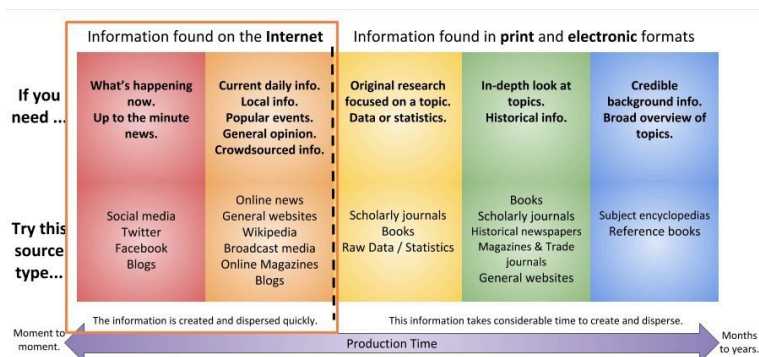 Information found on the Internet
Information found in print and electronic formats
If you
need ...
What's happening
now.
Up to the minute
news.
Current daily info.
Local info.
Popular events.
General opinion.
Crowdsourced info.
Original research
focused on a topic.
Data or statistics.
In-depth look at
topics.
Historical info.
Credible
background info.
Broad overview of
topics.
Try this
source
type...
Social media
Twitter
Facebook
Blogs
Online news
General websites
Wikipedia
Broadcast media
Online Magazines
Blogs
Scholarly journals
Books
Raw Data / Statistics
Books
Scholarly journals
Historical newspapers
Magazines & Trade
journals
General websites
Subject encyclopedias
Reference books
The information is created and dispersed quickly.
This information takes considerable time to create and disperse.
Moment to
moment.
Production Time
Months
to years.